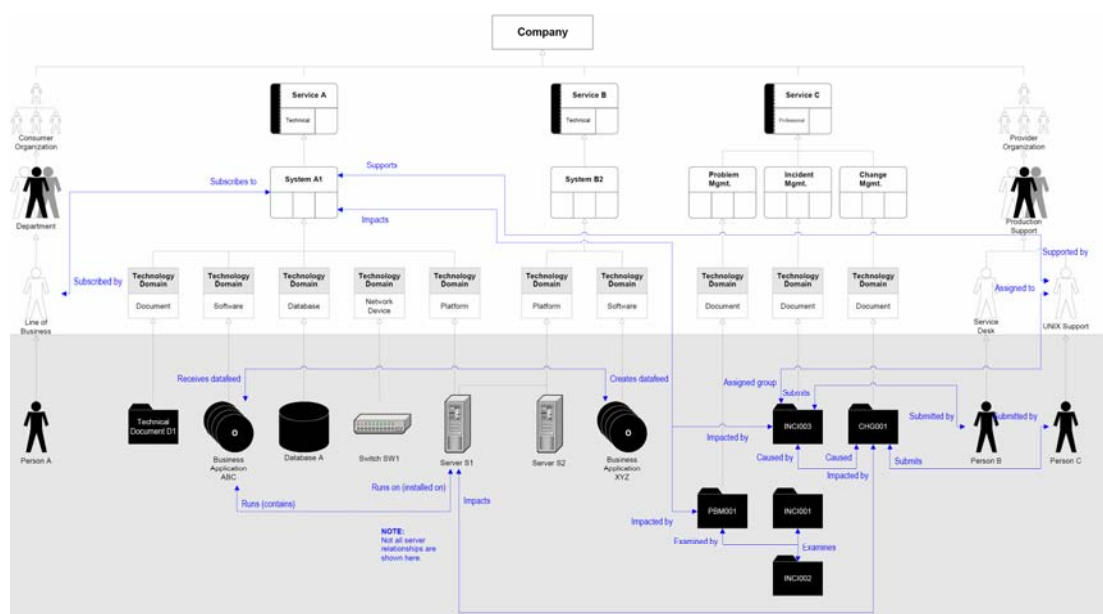 Company
Service A
Technical
Service B
Technical
Service C
Professional
Consumer
Organization
Provider
Organization
Supports
Subscribes to
System A1
System B2
Problem
Mgmt.
Incident
Mgmt.
Change
Mgmt.
Department
Impacts
Production
Support
Supported by
Subscribed by
Technology
Domain
Document
Technology
Domain
Software
Technology
Domain
Database
Technology
Domain
Network
Device
Technology
Domain
Platform
Technology
Domain
Platform
Technology
Domain
Software
Technology
Domain
Document
Technology
Domain
Document
Technology
Domain
Document
Assigned to
Line of
Business
Service
Desk
UNIX Support
Receives datafeed
Creates datafeed
Assigned group
Submits
Technical
Document D1
O
O
INCI003
CHG001
Submitted by
Submitted by
Impacted by
Person A
Business
Application
ABC
Database A
Switch SW1
Server S1
Server S2
Business
Application
XYZ
Caused by
Caused
Impacted by
Submits
Person B
Person C
Runs on (installed on)
Runs (contains)
Impacts
PBM001
INCI001
Impacted by
NOTE:
Not all server
relationships are
shown here.
Examined by
Examines
INCI002